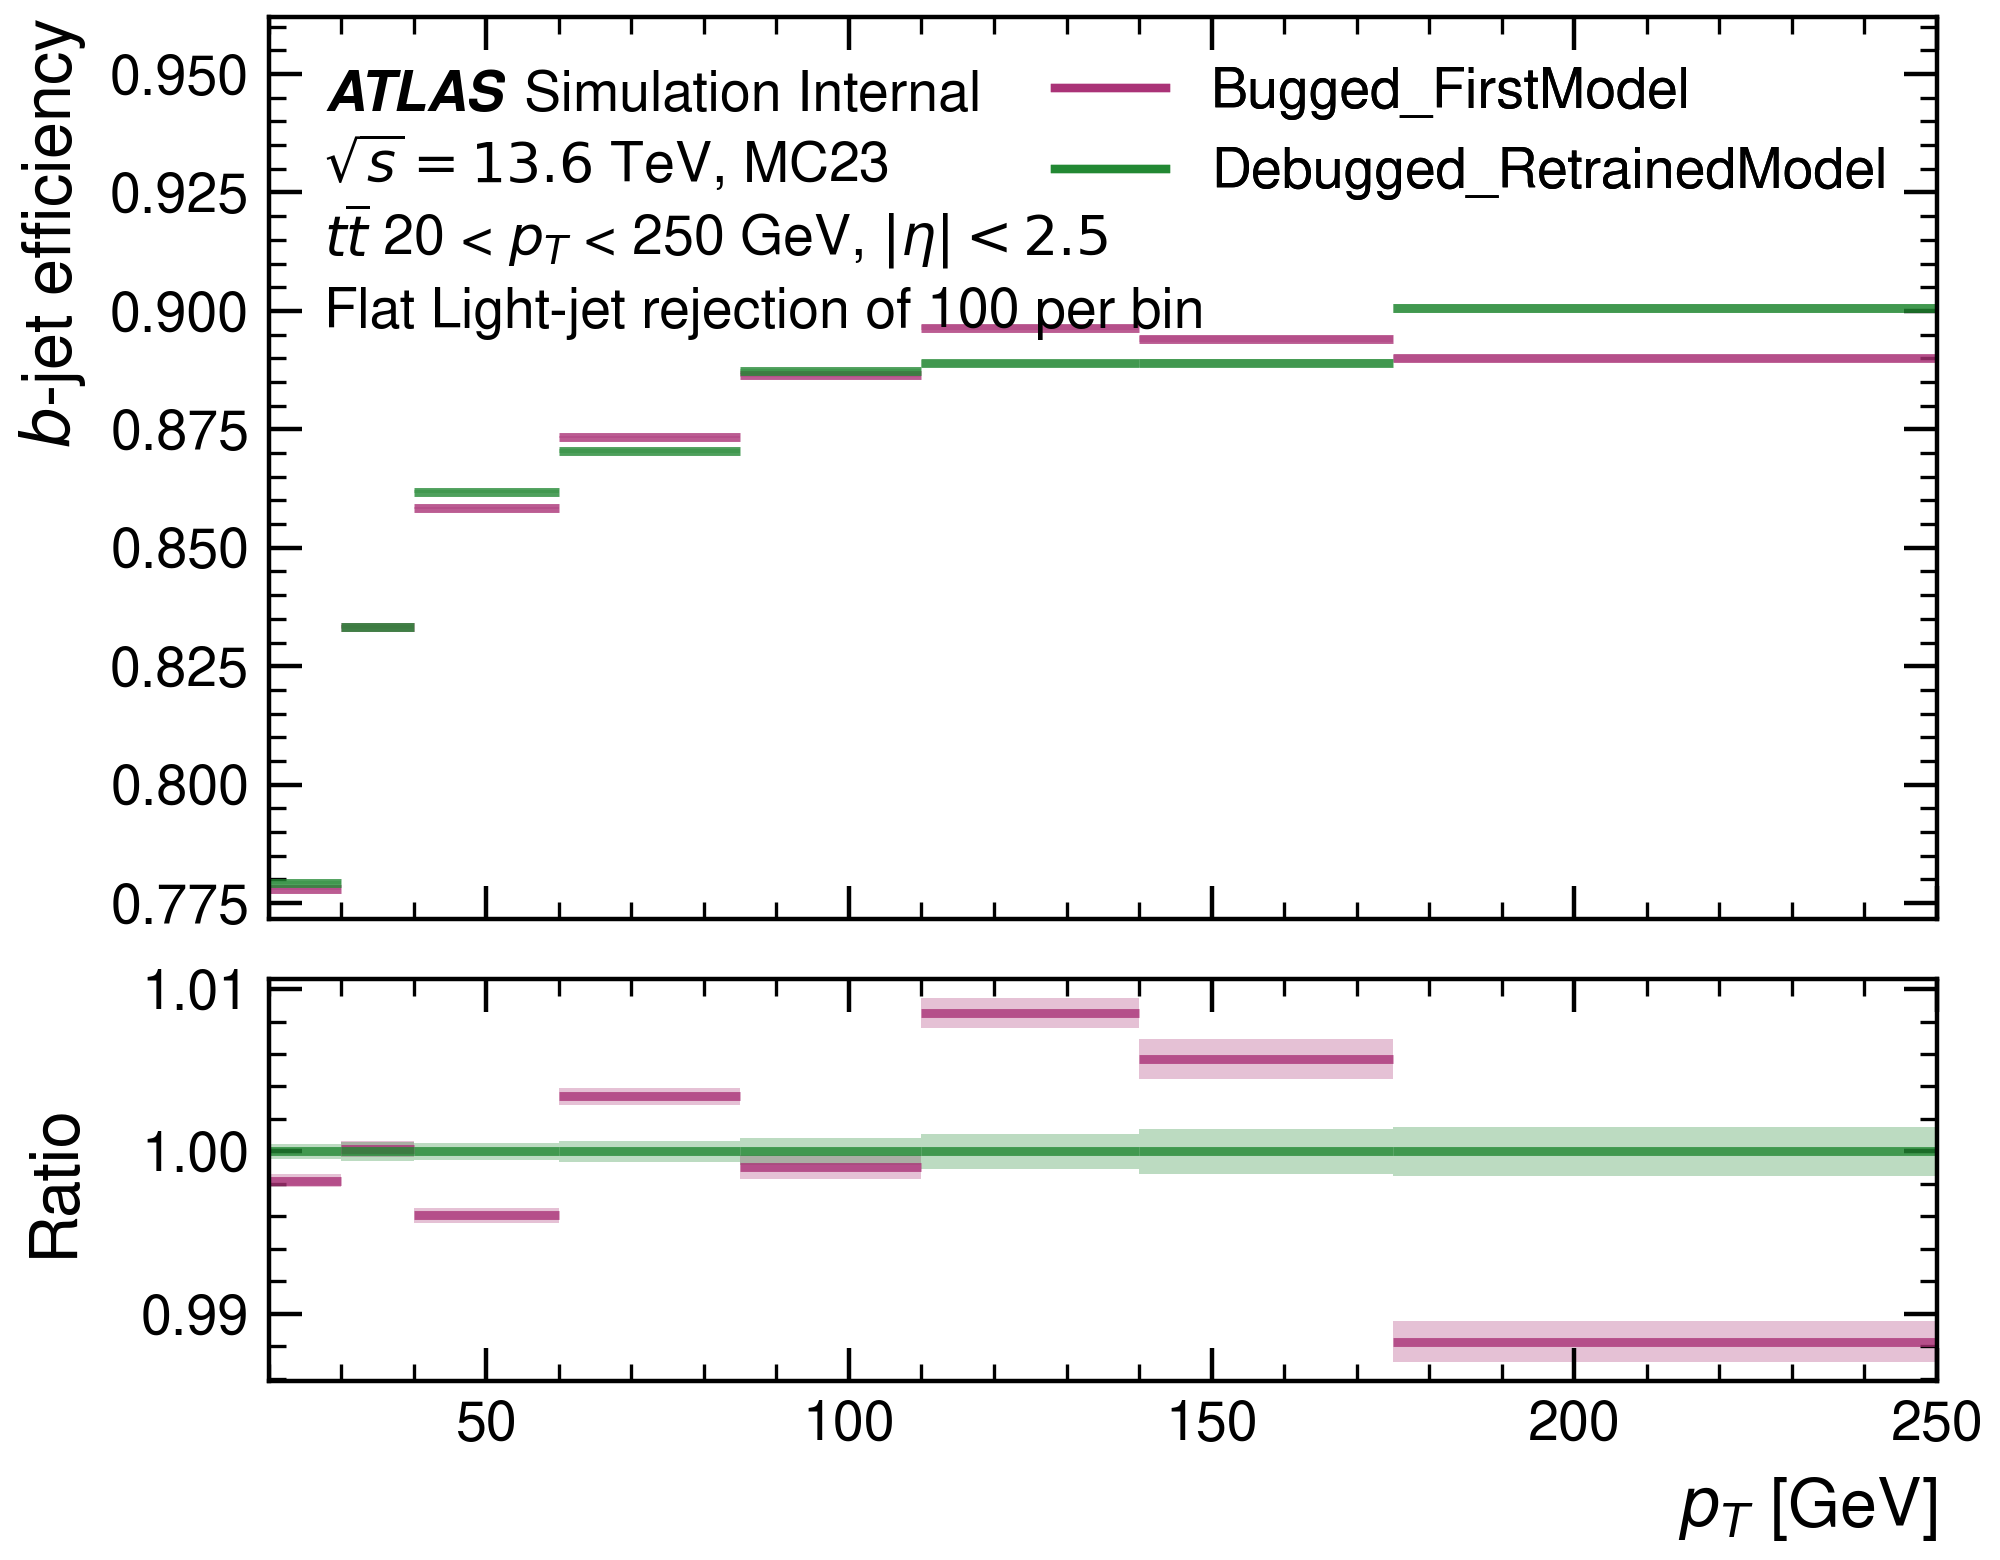 b-jet efficiency
0.950
0.925
0.900
0.875
0.850
0.825
0.800
0.775
ATLAS Simulation Internal
√s = 13.6 TeV, MC23
tt̄ 20 < pT < 250 GeV, |η| < 2.5
Flat Light-jet rejection of 100 per bin
Bugged_FirstModel
Debugged_RetrainedModel
Ratio
1.01
1.00
0.99
50 100 150 200 250
pT [GeV]